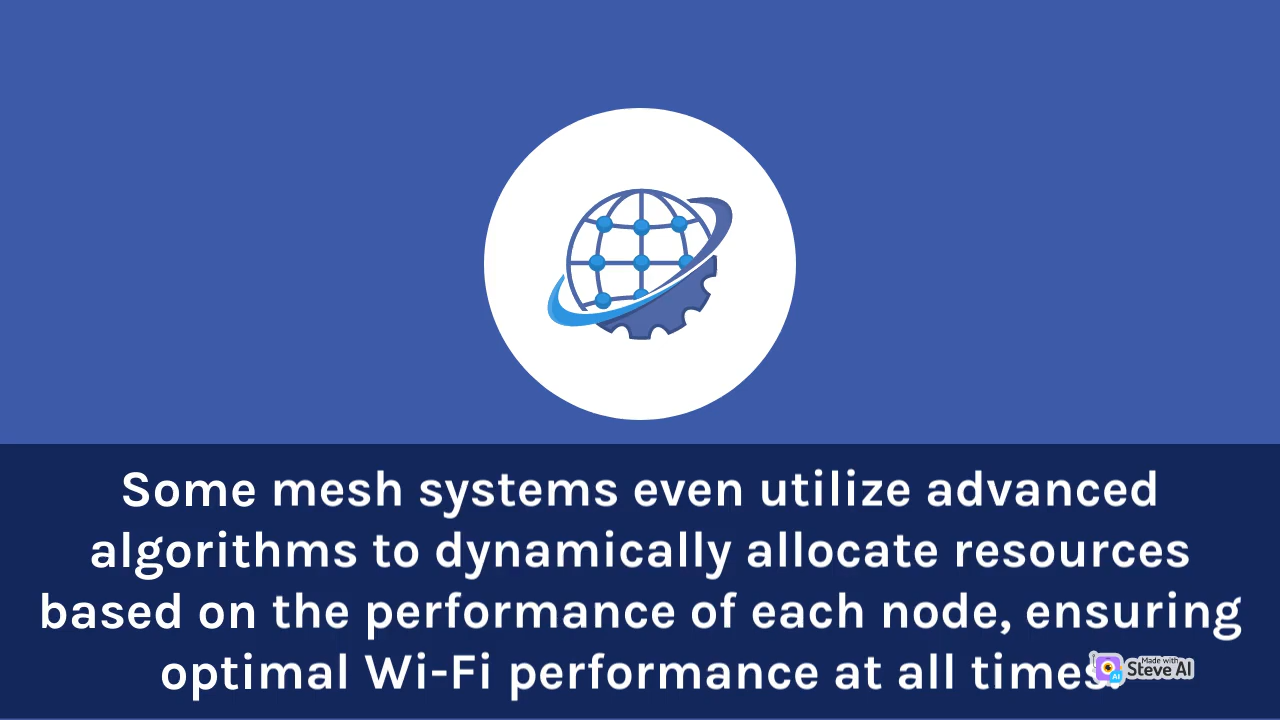 Some mesh systems even utilize advanced
algorithms to dynamically allocate resources
based on the performance of each node, ensuring
optimal Wi-Fi performance at all times.
Made with
Steve AI
AI